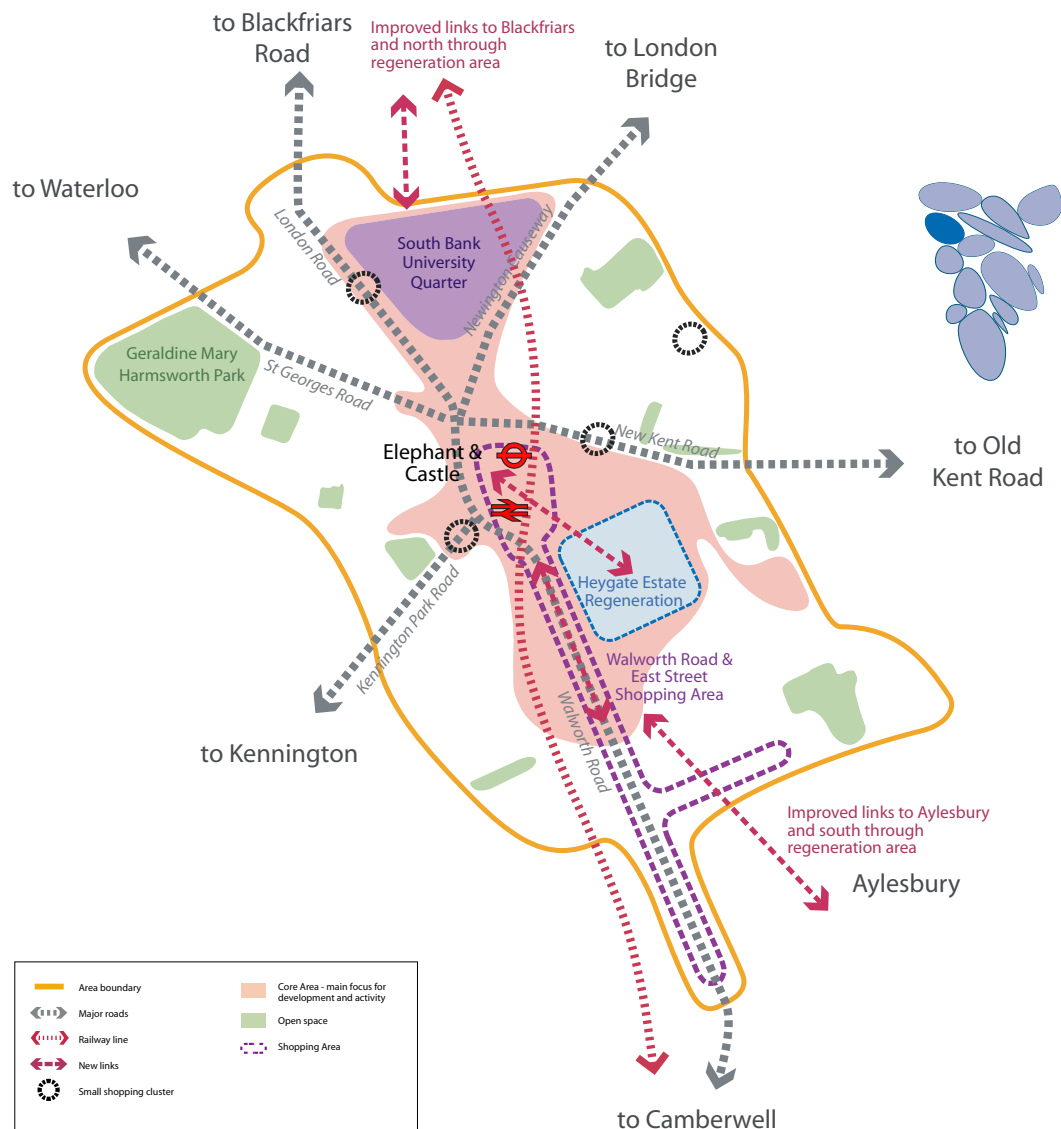 to Blackfriars
Road
Improved links to Blackfriars
and north through
regeneration area
to London
Bridge
to Waterloo
London Road
South Bank
University
Quarter
Newington Causeway
Geraldine Mary
Harmsworth Park
St Georges Road
Elephant &
Castle
New Kent Road
to Old
Kent Road
Kennington Park Road
Heygate Estate
Regeneration
Walworth Road &
East Street
Shopping Area
Walworth Road
to Kennington
Improved links to Aylesbury
and south through
regeneration area
Aylesbury
to Camberwell
Area boundary
Major roads
Railway line
New links
Small shopping cluster
Core Area - main focus for
development and activity
Open space
Shopping Area